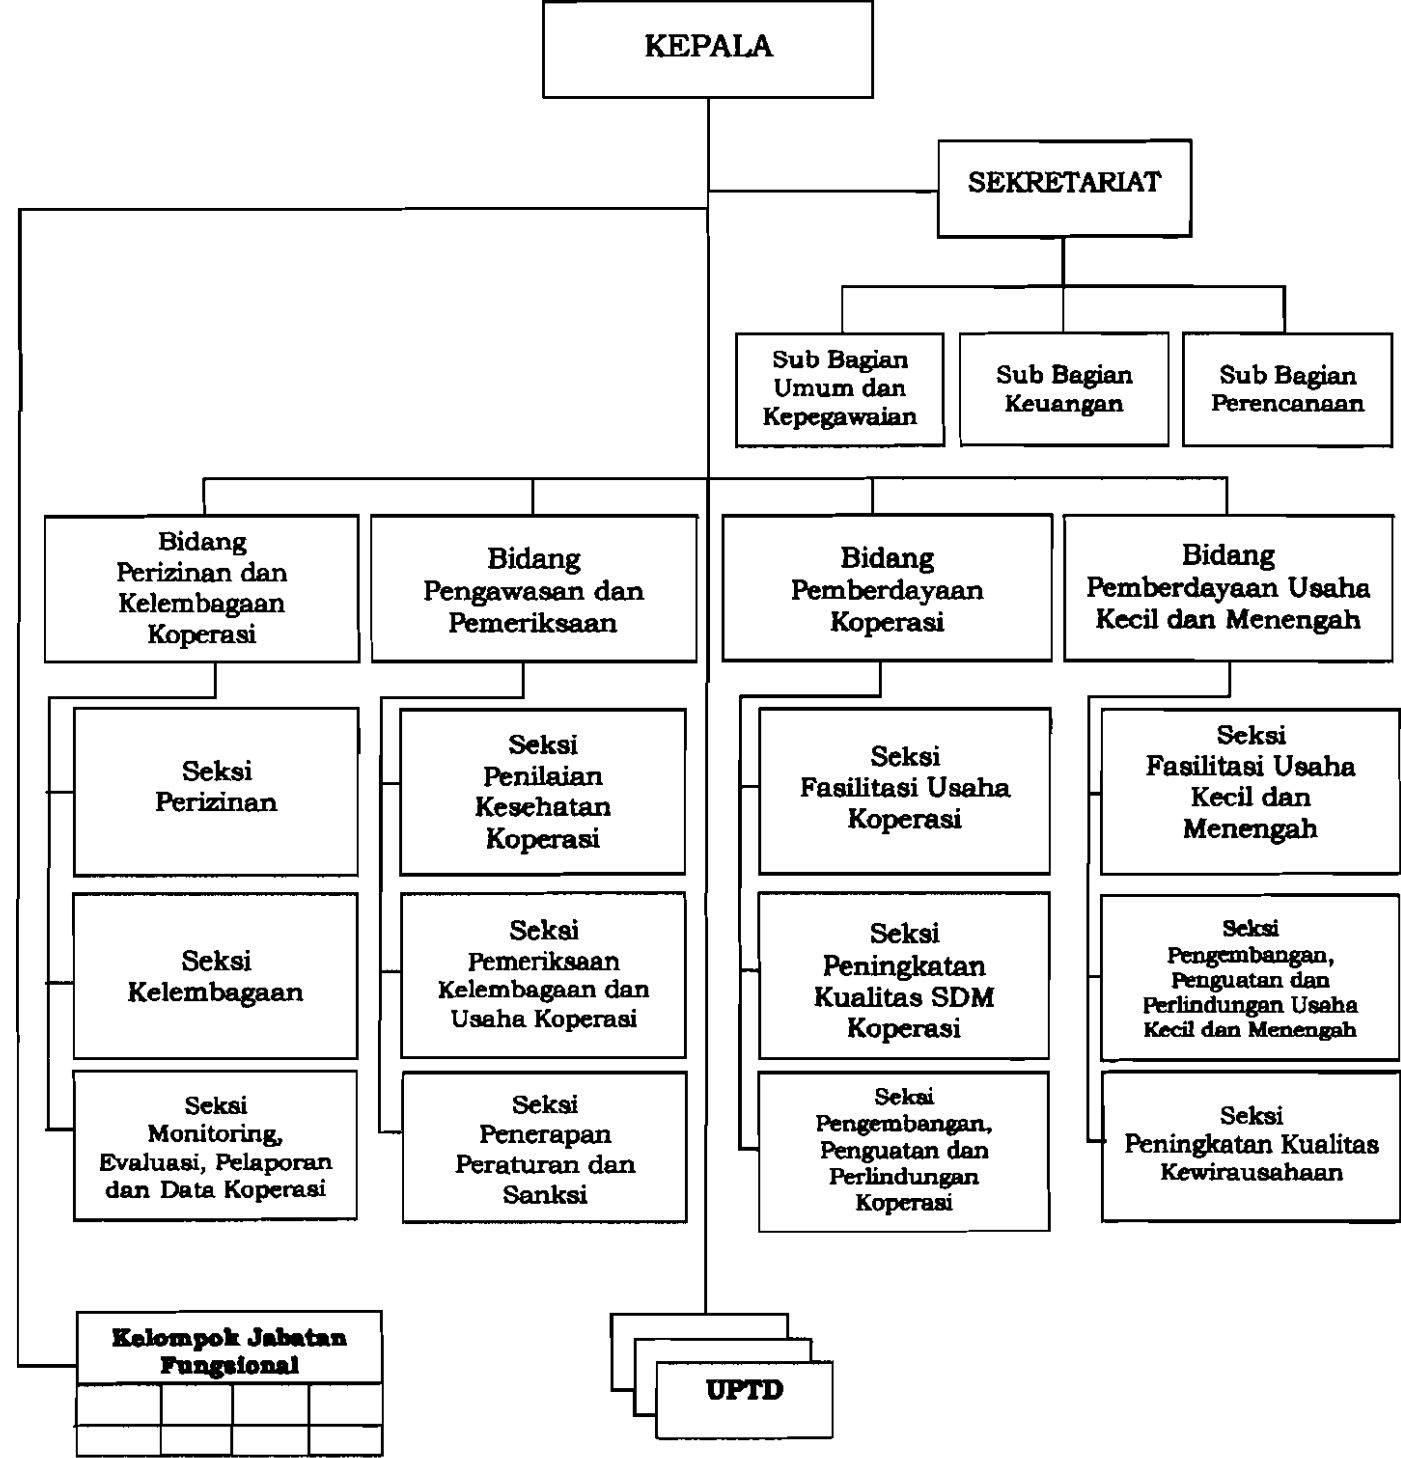 KEPALA
SEKRETARIAT
Sub Bagian
Umum dan
Kepegawaian
Sub Bagian
Keuangan
Sub Bagian
Perencanaan
Bidang
Perizinan dan
Kelembagaan
Koperasi
Bidang
Pengawasan dan
Pemeriksaan
Bidang
Pemberdayaan
Koperasi
Bidang
Pemberdayaan Usaha
Kecil dan Menengah
Seksi
Perizinan
Seksi
Penilaian
Kesehatan
Koperasi
Seksi
Fasilitasi Usaha
Koperasi
Seksi
Fasilitasi Usaha
Kecil dan
Menengah
Seksi
Kelembagaan
Seksi
Pemeriksaan
Kelembagaan dan
Usaha Koperasi
Seksi
Peningkatan
Kualitas SDM
Koperasi
Seksi
Pengembangan,
Penguatan dan
Perlindungan Usaha
Kecil dan Menengah
Seksi
Monitoring,
Evaluasi, Pelaporan
dan Data Koperasi
Seksi
Penerapan
Peraturan dan
Sanksi
Seksi
Pengembangan,
Penguatan dan
Perlindungan
Koperasi
Seksi
Peningkatan Kualitas
Kewirausahaan
Kelompok Jabatan
Fungsional
UPTD